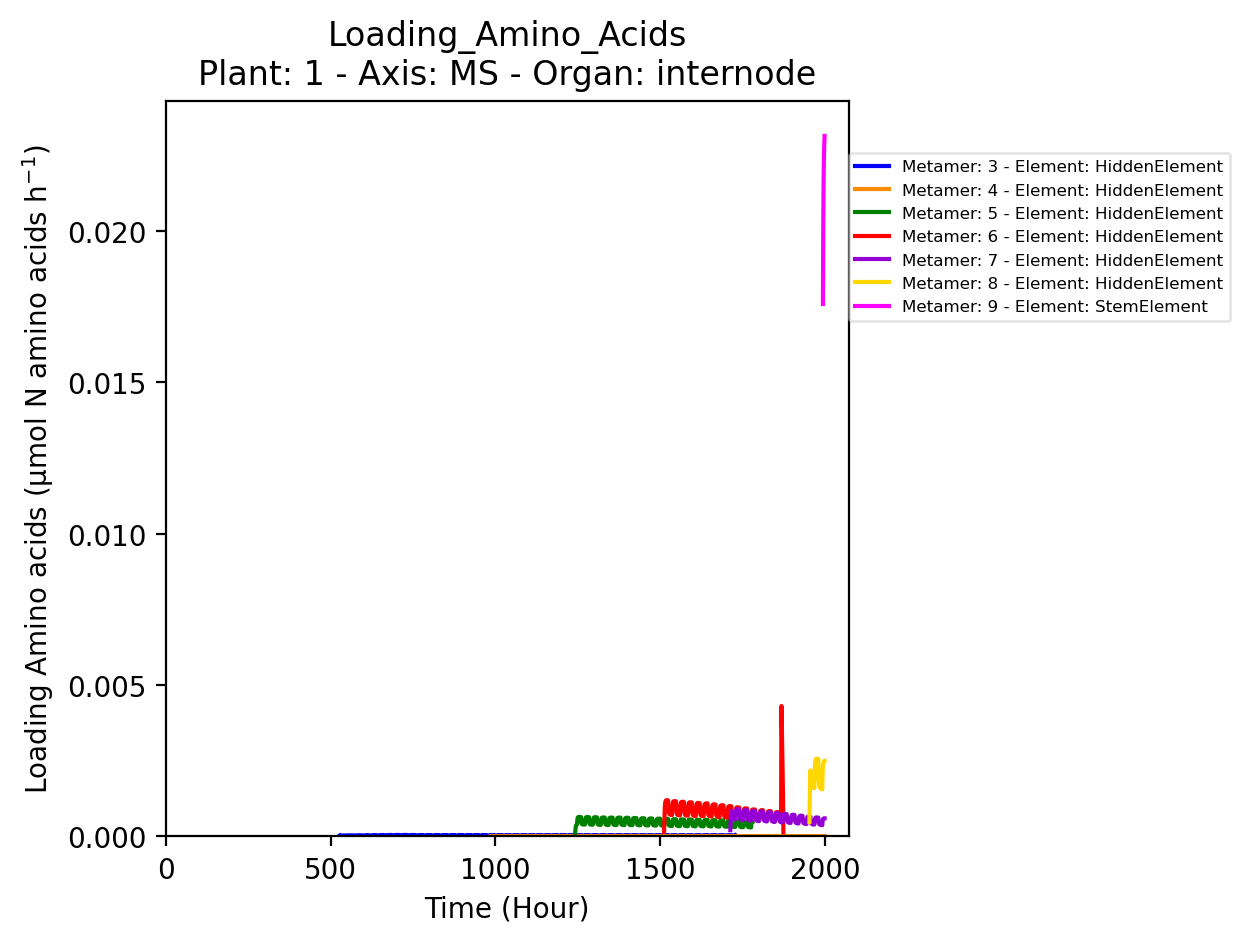 Loading_Amino_Acids
Plant: 1 - Axis: MS - Organ: internode
Loading Amino acids (µmol N amino acids h⁻¹)
0.020
0.015
0.010
0.005
0.000
0
500
1000
1500
2000
Time (Hour)
Metamer: 3 - Element: HiddenElement
Metamer: 4 - Element: HiddenElement
Metamer: 5 - Element: HiddenElement
Metamer: 6 - Element: HiddenElement
Metamer: 7 - Element: HiddenElement
Metamer: 8 - Element: HiddenElement
Metamer: 9 - Element: StemElement